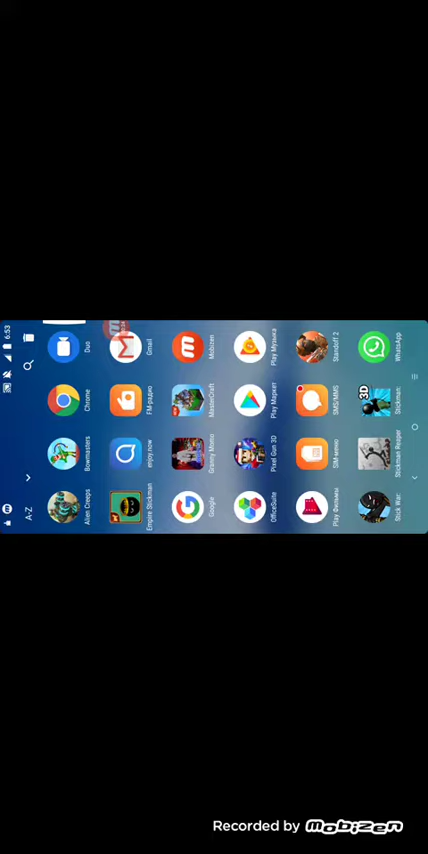 6:53
A-Z
Alien Creeps Bowmasters Chrome Duo
Empire Stickman enjoy.now FM-радио Gmail
Google Granny MasterCraft Mobizen
OfficeSuite Pixel Gun 3D Play Маркет Play Музыка
Play Фильмы SIM-меню SMS/MMS Standoff 2
3D
Stick War: Stickman Reaper Stickman: WhatsApp
Recorded by Mobizen